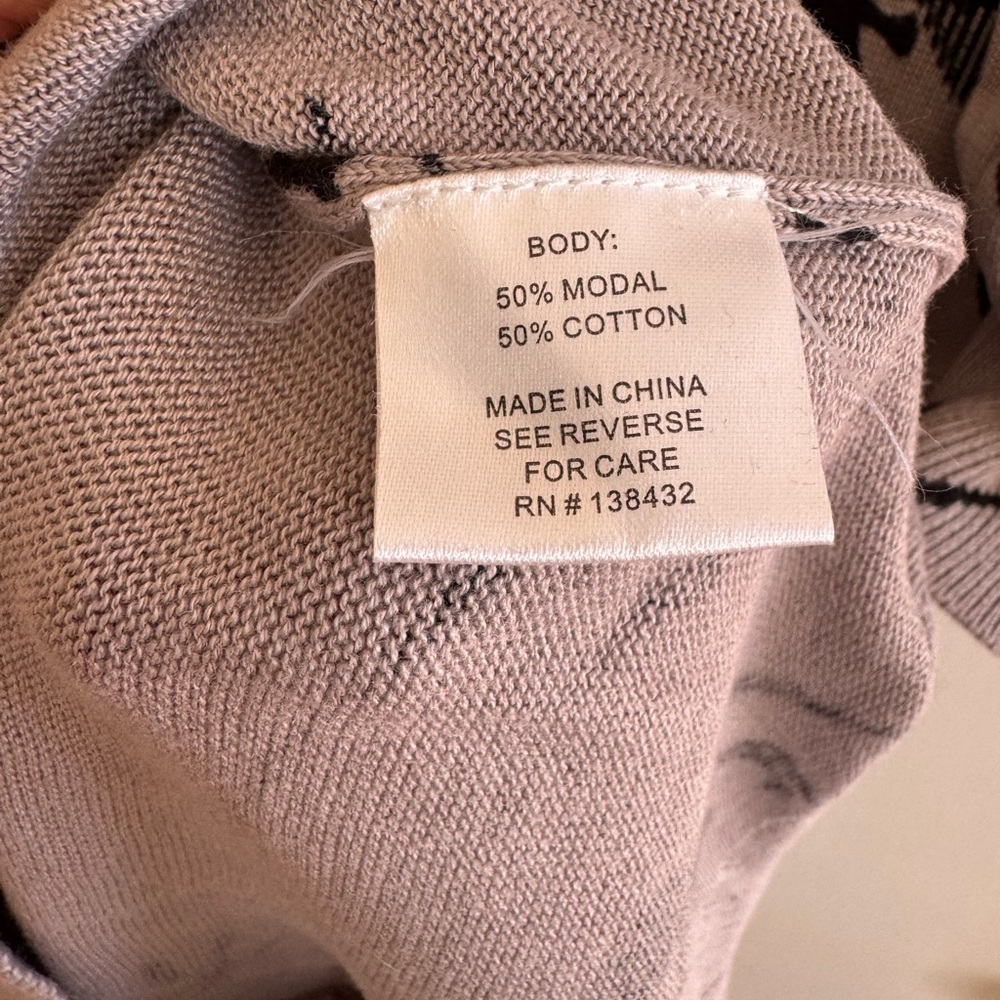 BODY:
50% MODAL
50% COTTON
MADE IN CHINA
SEE REVERSE
FOR CARE
RN # 138432